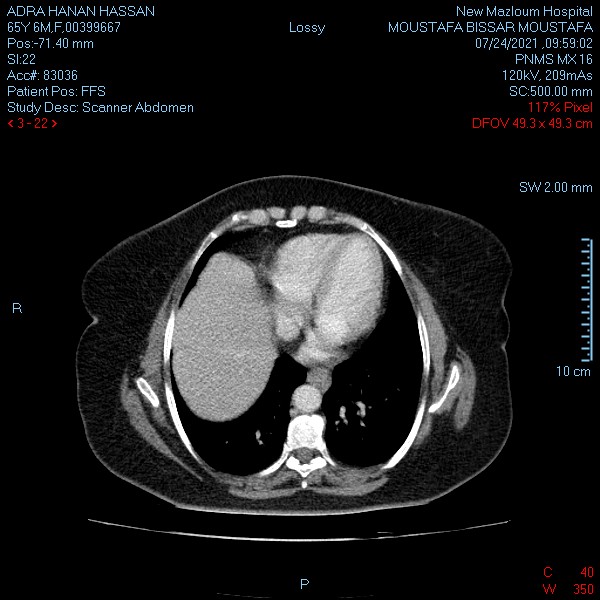 ADRA HANAN HASSAN
65Y 6M,F,00399667
Pos:-71.40 mm
SI:22
Acc#: 83036
Patient Pos: FFS
Study Desc: Scanner Abdomen
< 3 - 22 >
Lossy
New Mazloum Hospital
MOUSTAFA BISSAR MOUSTAFA
07/24/2021 ,09:59:02
PNMS MX 16
120kV, 209mAs
SC:500.00 mm
117% Pixel
DFOV 49.3 x 49.3 cm
SW 2.00 mm
R
10 cm
P
C 40
W 350